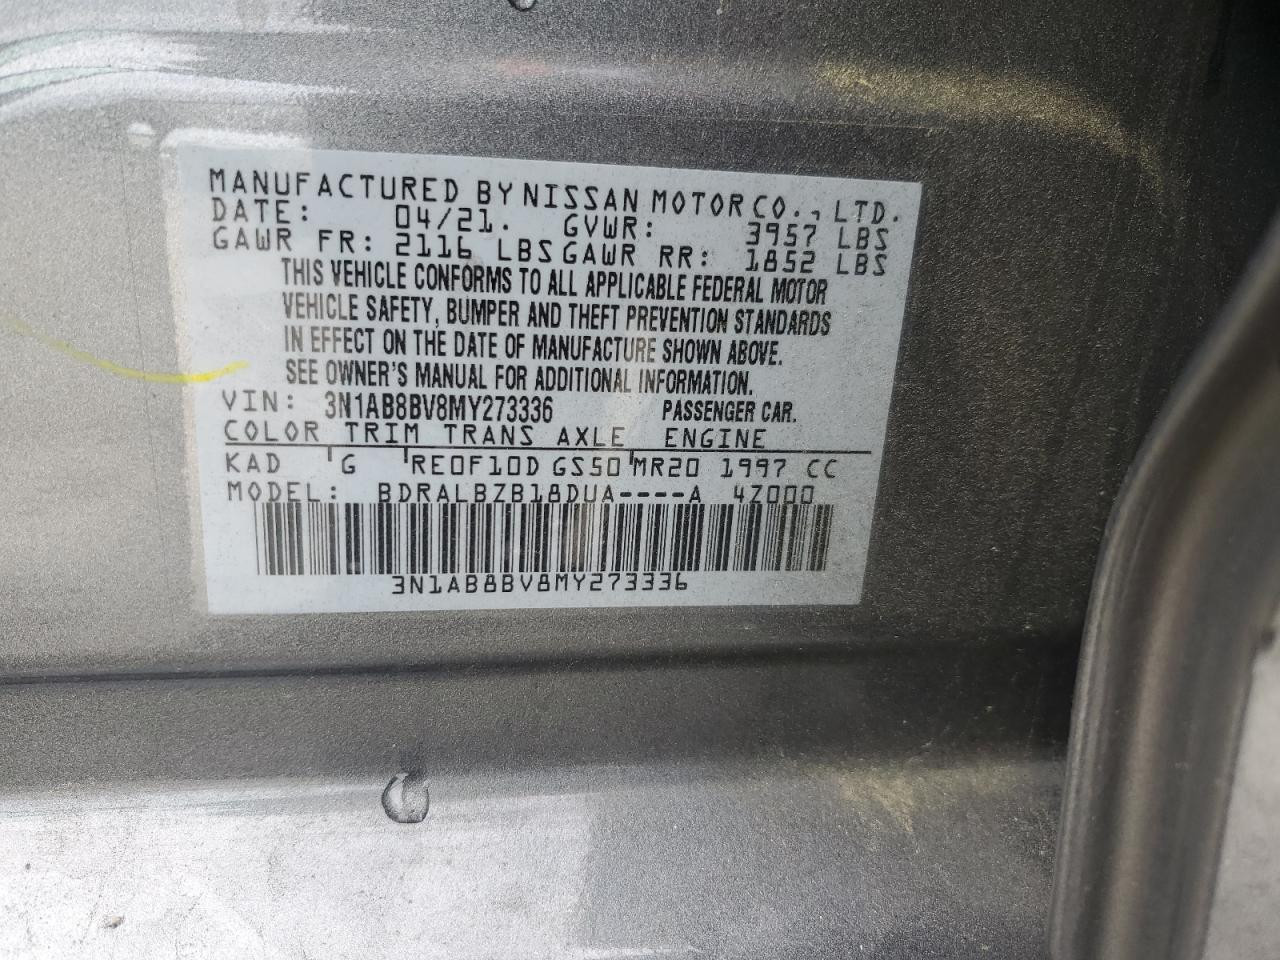 MANUFACTURED BY NISSAN MOTOR CO., LTD.
DATE: 04/21. GVWR: 3957 LBS
GAWR FR: 2116 LBS GAWR RR: 1852 LBS
THIS VEHICLE CONFORMS TO ALL APPLICABLE FEDERAL MOTOR
VEHICLE SAFETY, BUMPER AND THEFT PREVENTION STANDARDS
IN EFFECT ON THE DATE OF MANUFACTURE SHOWN ABOVE.
SEE OWNER'S MANUAL FOR ADDITIONAL INFORMATION.
VIN: 3N1AB8BV8MY273336 PASSENGER CAR.
COLOR TRIM TRANS AXLE ENGINE
KAD G RE0F10D GS50 MR20 1997 CC
MODEL: BDRALBZB18DUA----A 4Z000
3N1AB8BV8MY273336